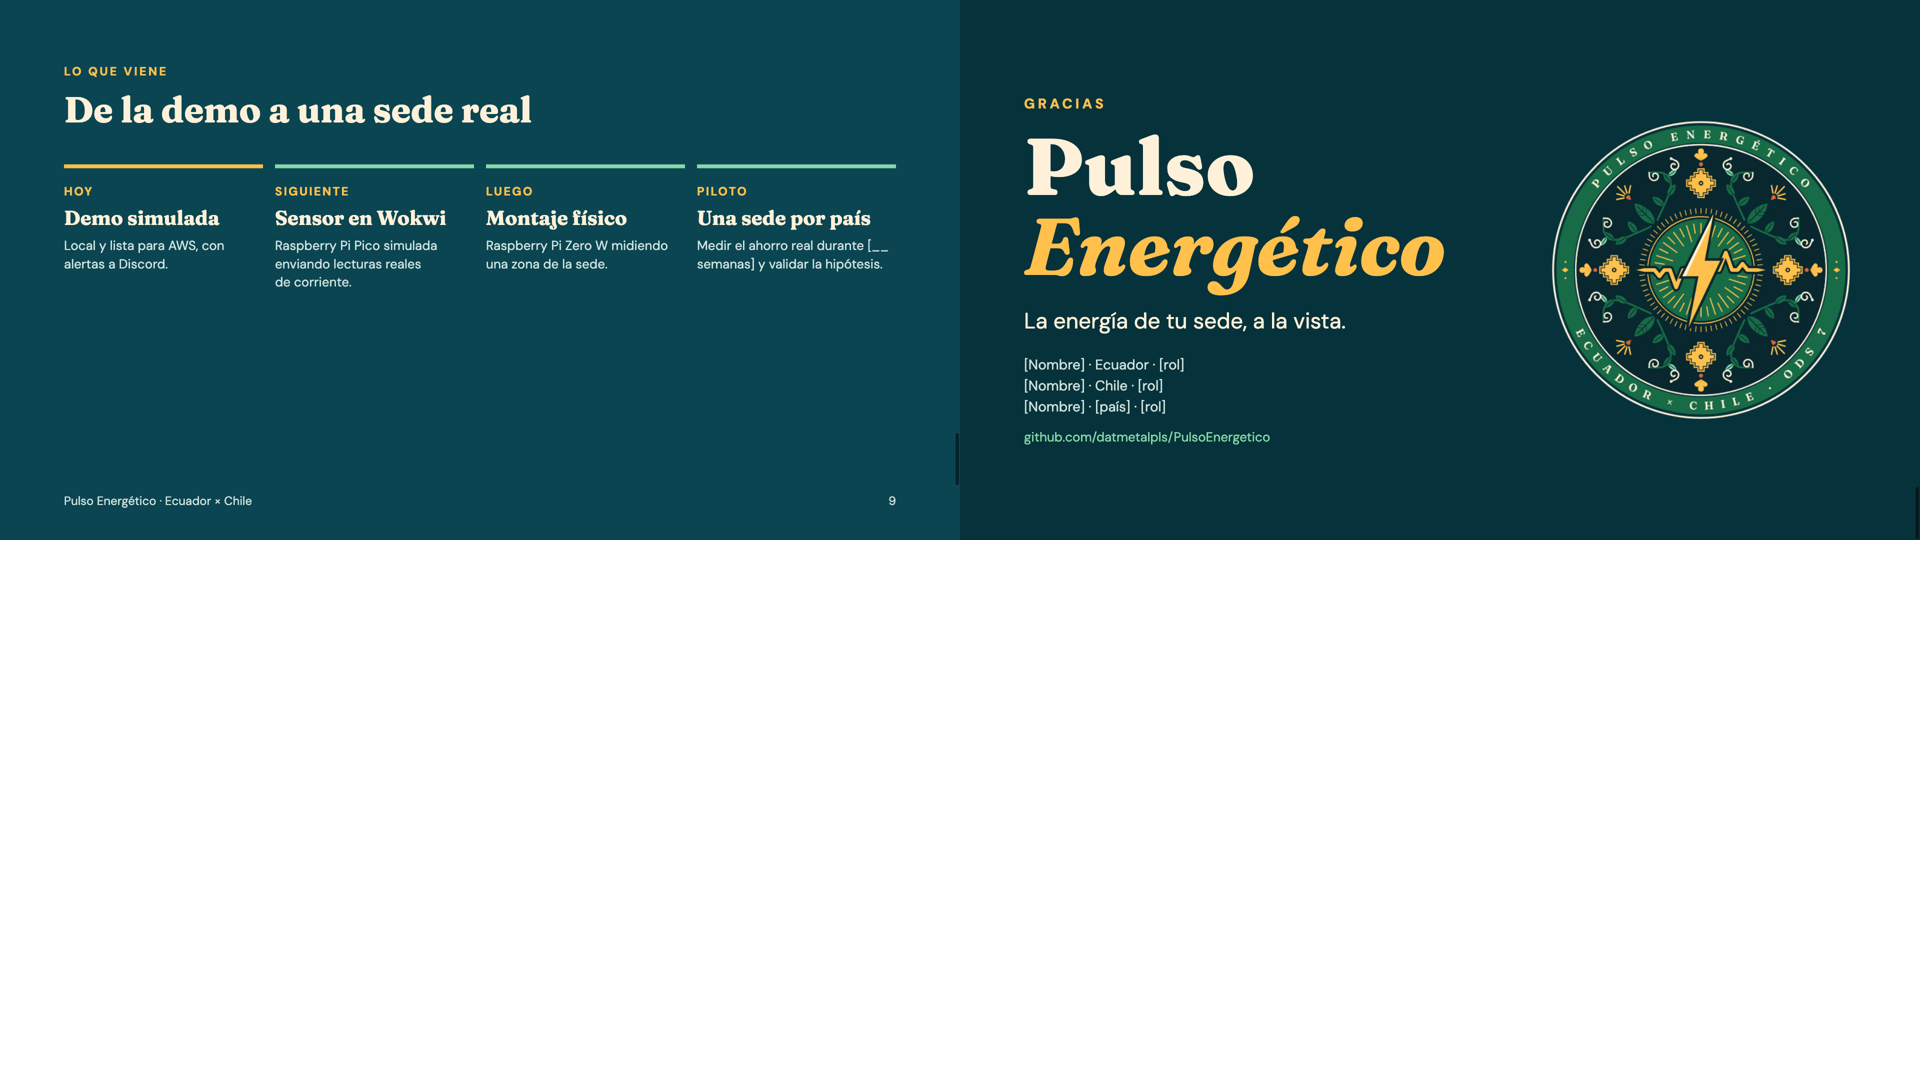 LO QUE VIENE
De la demo a una sede real
HOY
Demo simulada
Local y lista para AWS, con
alertas a Discord.
SIGUIENTE
Sensor en Wokwi
Raspberry Pi Pico simulada
enviando lecturas reales
de corriente.
LUEGO
Montaje físico
Raspberry Pi Zero W midiendo
una zona de la sede.
PILOTO
Una sede por país
Medir el ahorro real durante [__
semanas] y validar la hipótesis.
Pulso Energético · Ecuador × Chile
9
GRACIAS
Pulso
Energético
La energía de tu sede, a la vista.
[Nombre] · Ecuador · [rol]
[Nombre] · Chile · [rol]
[Nombre] · [país] · [rol]
github.com/datmetalpls/PulsoEnergetico
PULSO ENERGÉTICO
ECUADOR × CHILE · ODS 7